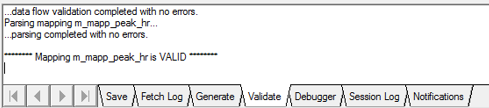 ...data flow validation completed with no errors.
Parsing mapping m_mapp_peak_hr...
...parsing completed with no errors.
******** Mapping m_mapp_peak_hr is VALID ********
Save Fetch Log Generate Validate Debugger Session Log Notifications